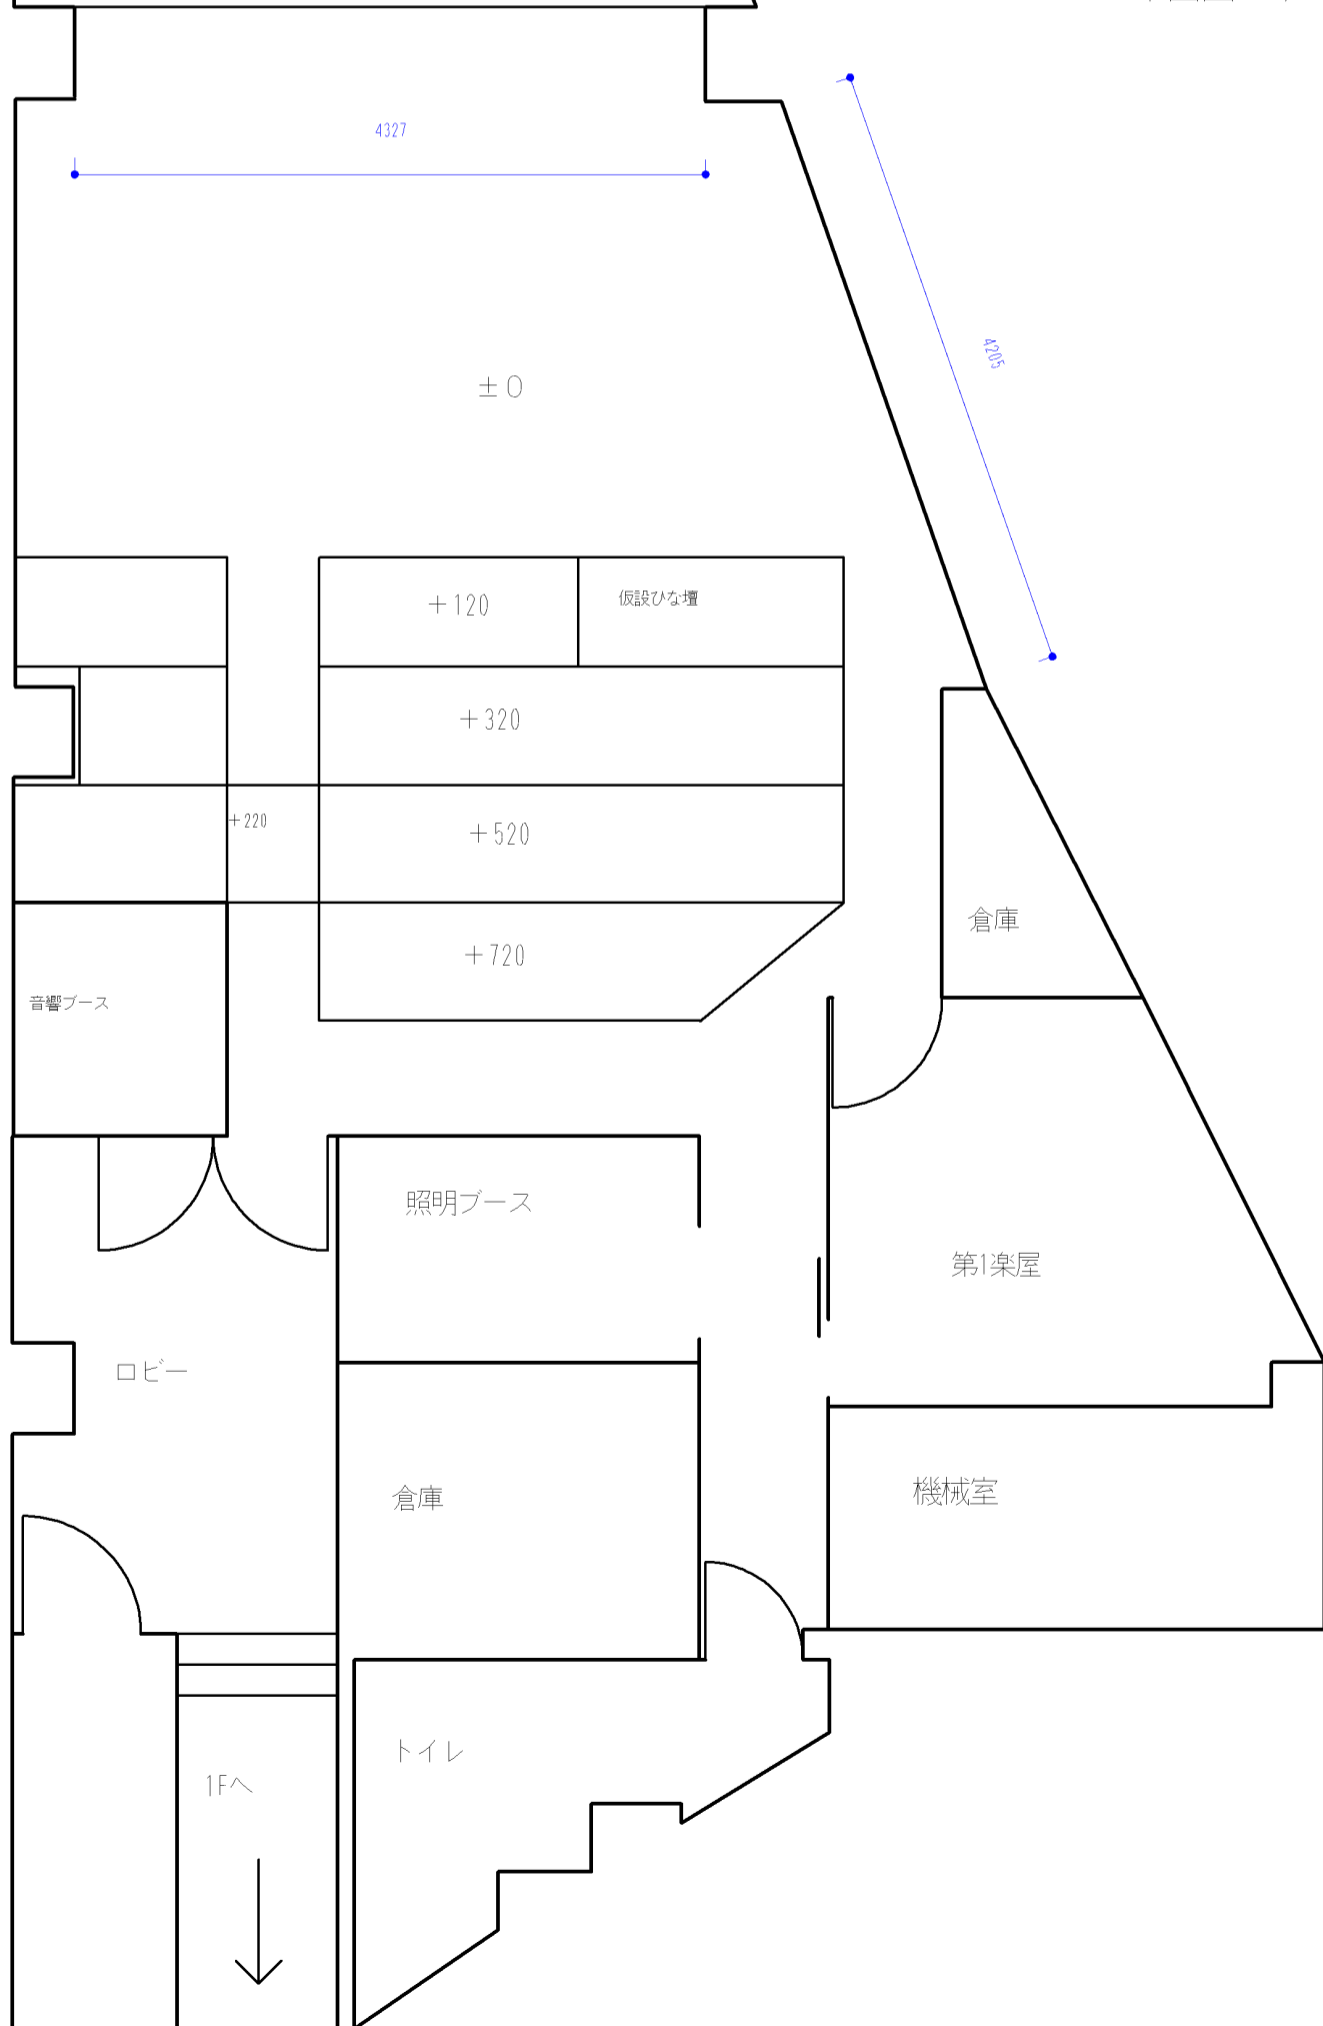 4327
4205
±0
+120
仮設ひな壇
+320
+220
+520
倉庫
+720
音響ブース
照明ブース
第1楽屋
ロビー
倉庫
機械室
トイレ
1Fへ